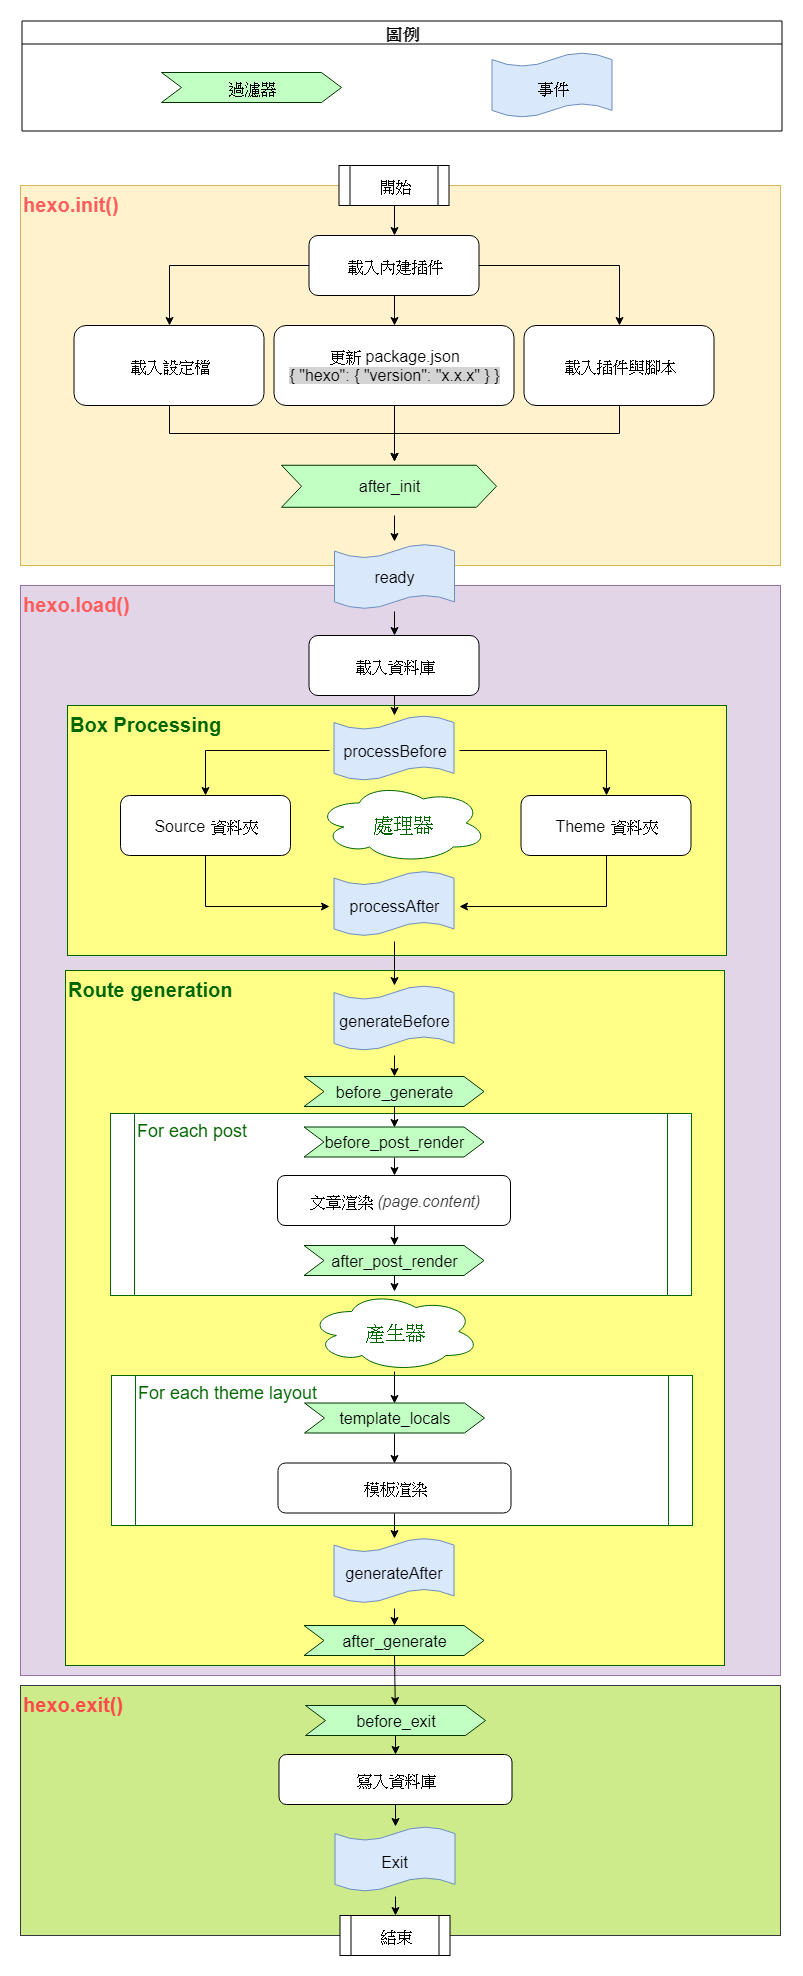 圖例
過濾器
事件
開始
hexo.init()
載入內建插件
載入設定檔
更新 package.json
{ "hexo": { "version": "x.x.x" } }
載入插件與腳本
after_init
ready
hexo.load()
載入資料庫
Box Processing
processBefore
Source 資料夾
處理器
Theme 資料夾
processAfter
Route generation
generateBefore
before_generate
For each post
before_post_render
文章渲染 (page.content)
after_post_render
產生器
For each theme layout
template_locals
模板渲染
generateAfter
after_generate
hexo.exit()
before_exit
寫入資料庫
Exit
結束